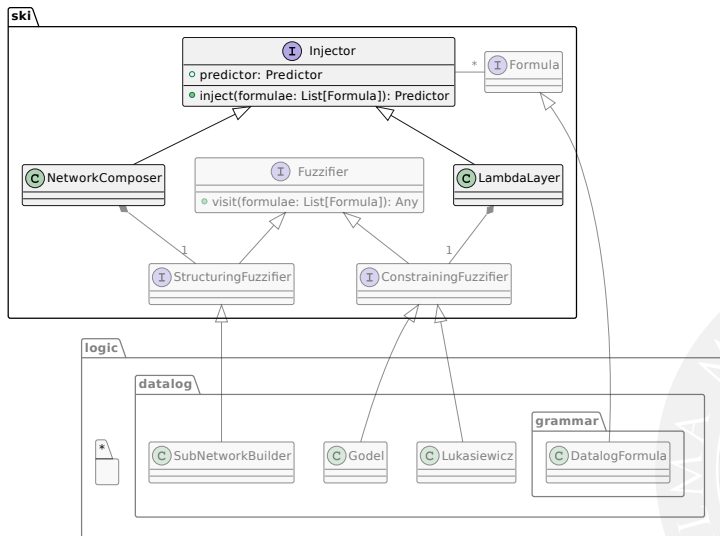 ski
I Injector
predictor: Predictor
inject(formulae: List[Formula]): Predictor
*
I Formula
C NetworkComposer
I Fuzzifier
visit(formulae: List[Formula]): Any
C LambdaLayer
1
1
I StructuringFuzzifier
I ConstrainingFuzzifier
logic
datalog
grammar
*
C SubNetworkBuilder
C Godel
C Lukasiewicz
C DatalogFormula